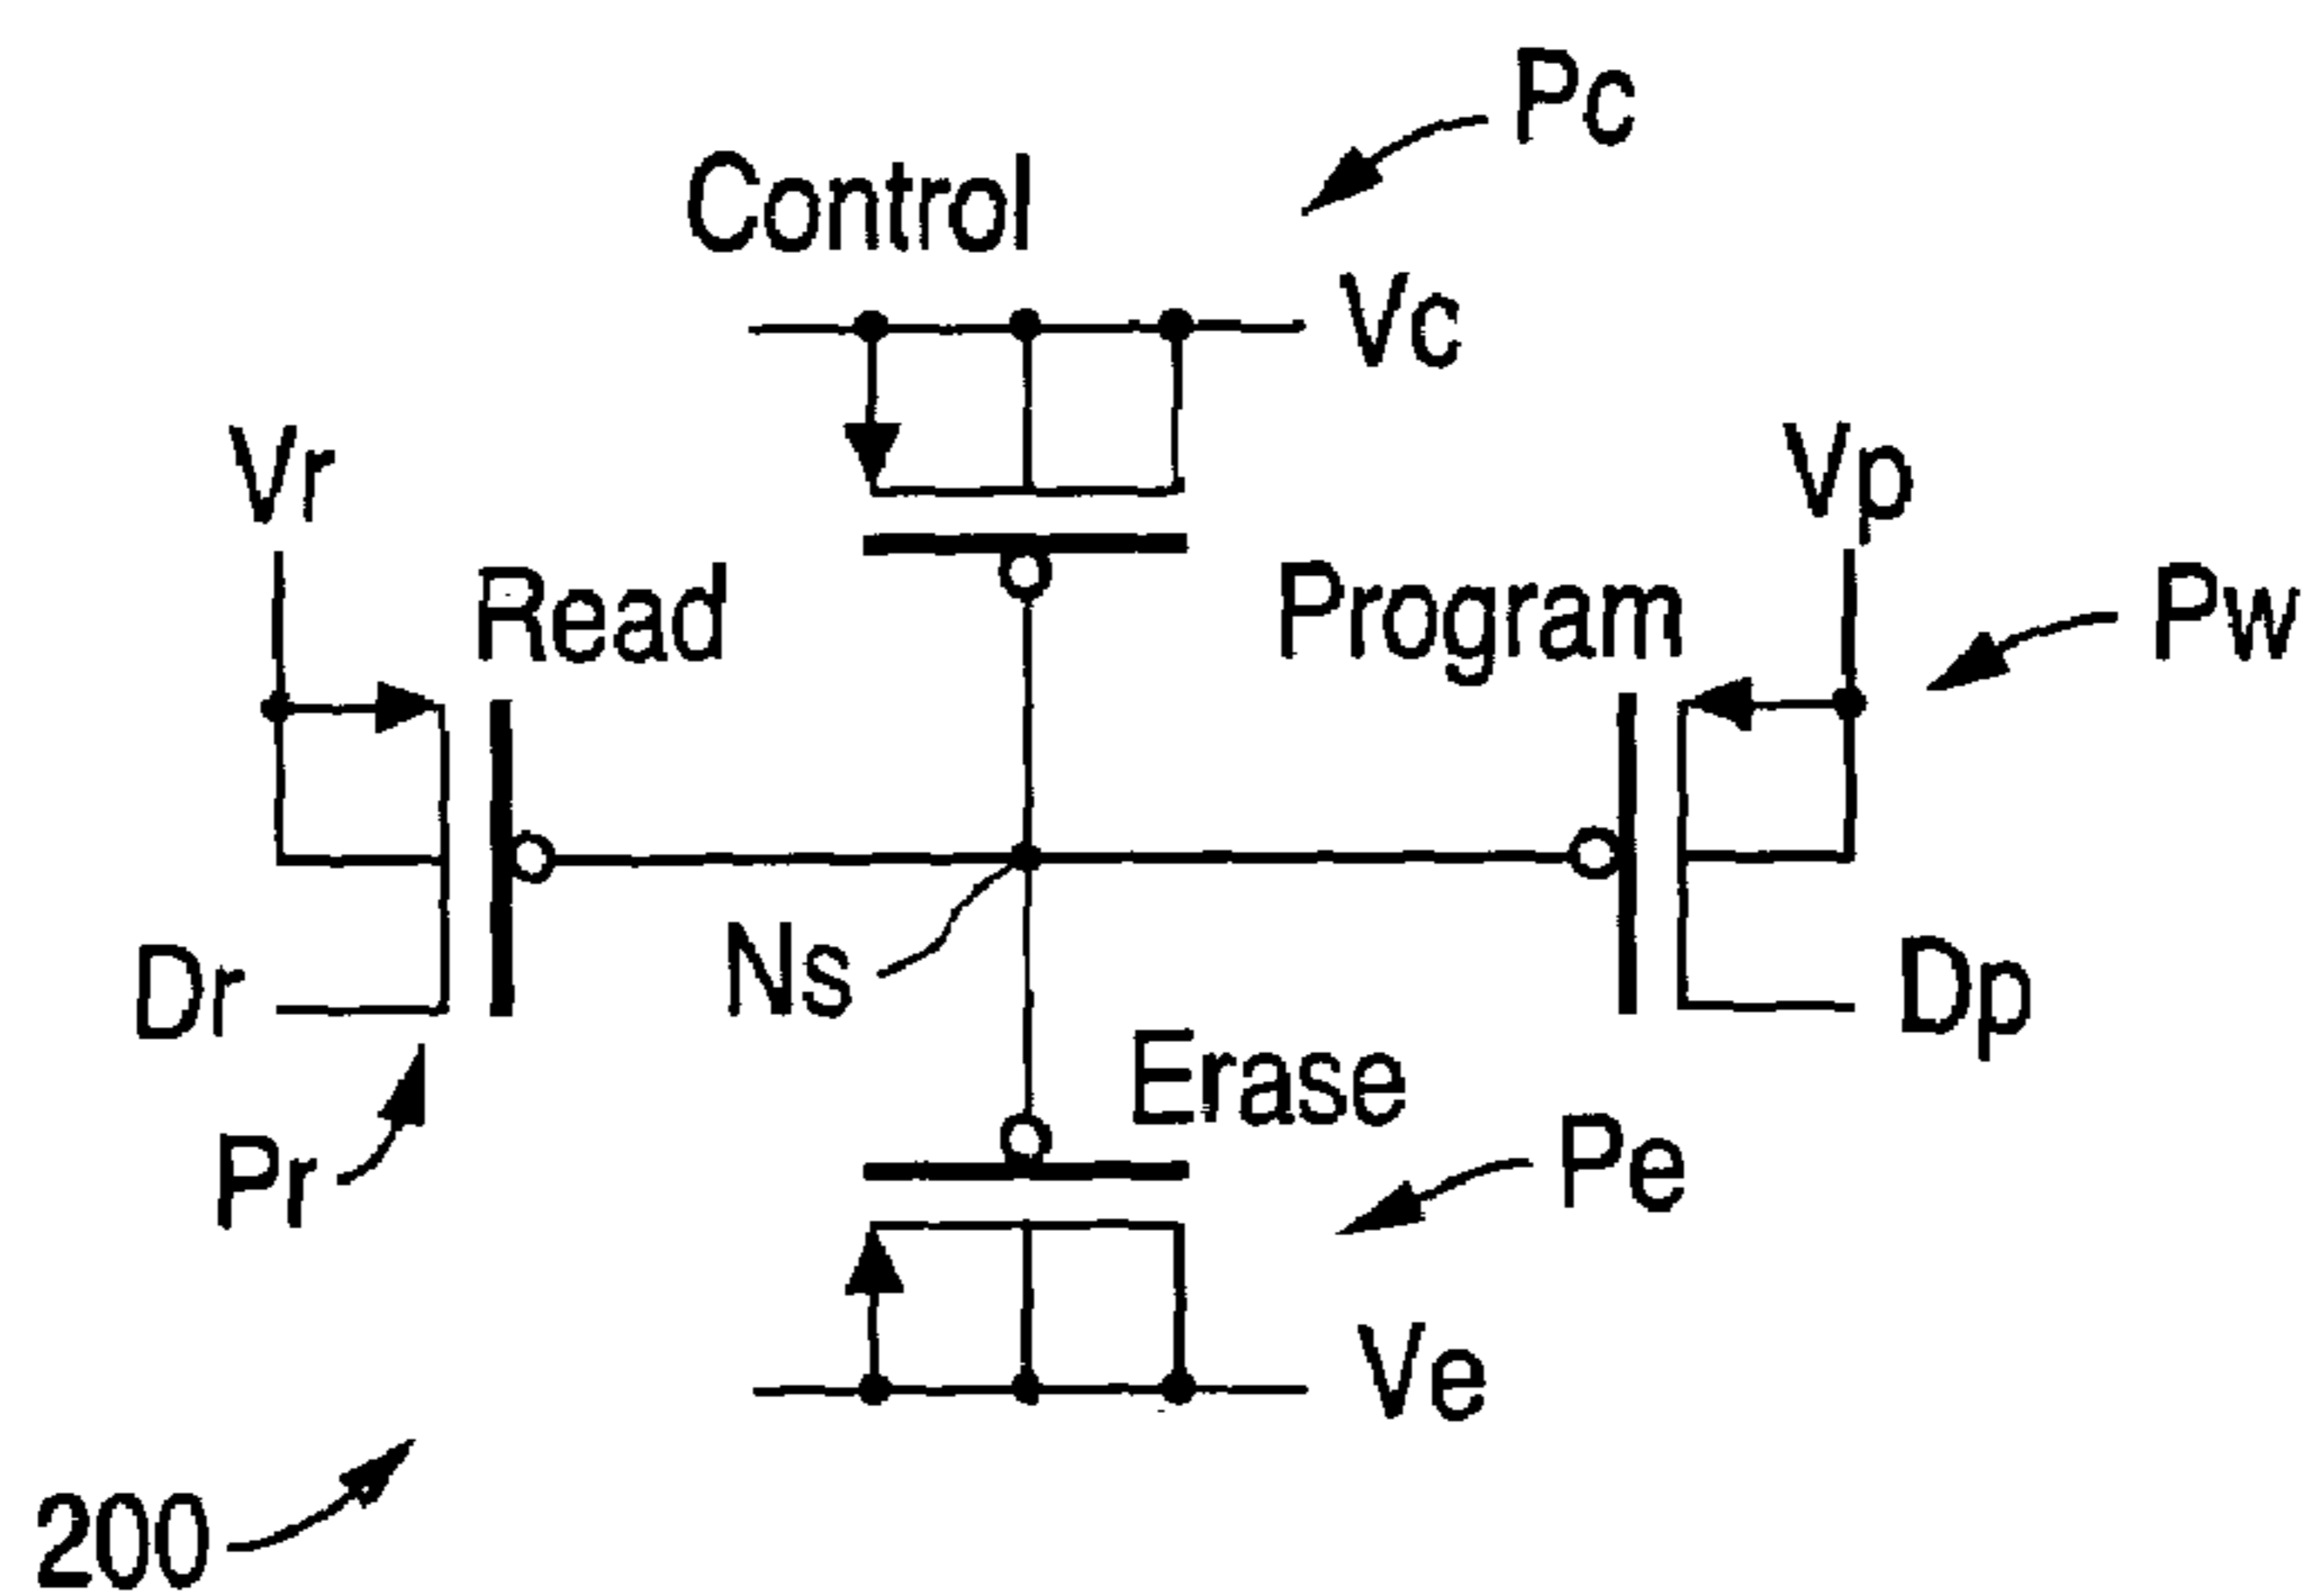 Pc
Control
Vc
Vr
Vp
Read
Program
Pw
Ns
Dr
Dp
Erase
Pr
Pe
Ve
200